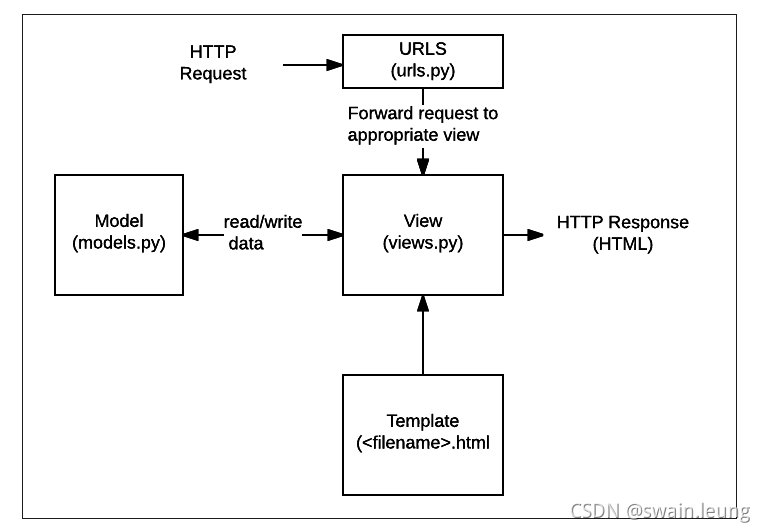 HTTP
Request
URLS
(urls.py)
Forward request to
appropriate view
Model
(models.py)
read/write
data
View
(views.py)
HTTP Response
(HTML)
Template
(<filename>.html
CSDN @swain.leung